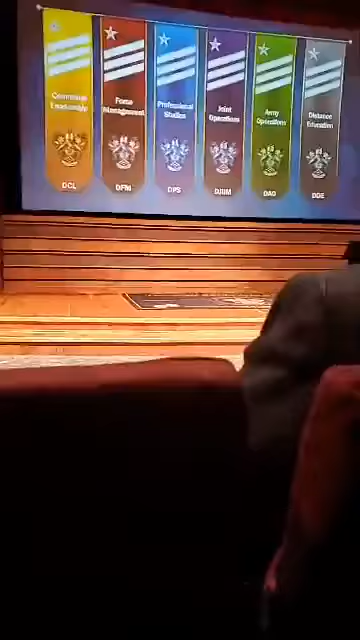 Command
Leadership
DCL
Force
Management
DFM
Professional
Studies
DPS
Joint
Operations
DJIIM
Army
Operations
DAO
Distance
Education
DDE